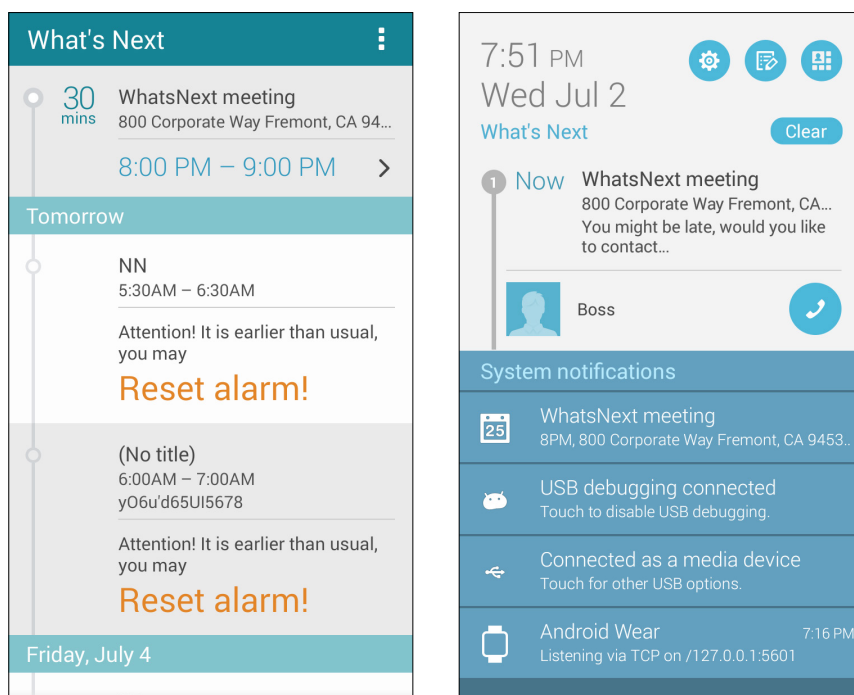 What's Next
30 mins
WhatsNext meeting
800 Corporate Way Fremont, CA 94...
8:00 PM – 9:00 PM
Tomorrow
NN
5:30AM – 6:30AM
Attention! It is earlier than usual,
you may
Reset alarm!
(No title)
6:00AM – 7:00AM
yO6u'd65UI5678
Attention! It is earlier than usual,
you may
Reset alarm!
Friday, July 4
7:51 PM
Wed Jul 2
What's Next
Clear
1
Now
WhatsNext meeting
800 Corporate Way Fremont, CA...
You might be late, would you like
to contact...
Boss
System notifications
25
WhatsNext meeting
8PM, 800 Corporate Way Fremont, CA 9453..
USB debugging connected
Touch to disable USB debugging.
Connected as a media device
Touch for other USB options.
Android Wear
7:16 PM
Listening via TCP on /127.0.0.1:5601